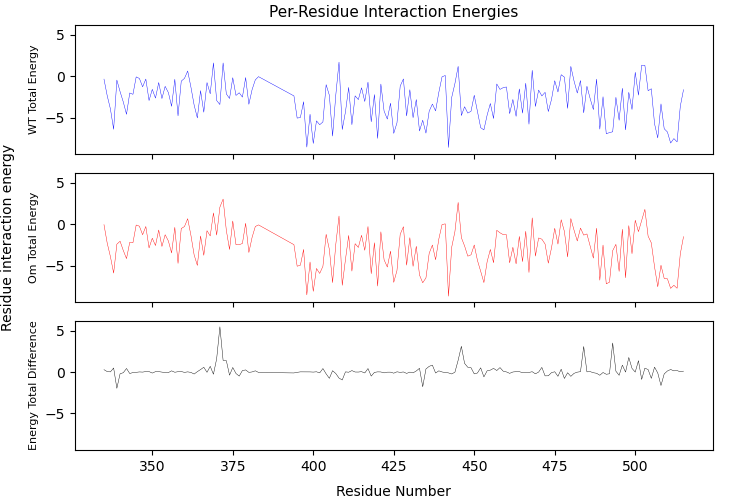 Per-Residue Interaction Energies
Residue interaction energy
WT Total Energy
5
0
−5
Om Total Energy
5
0
−5
Energy Total Difference
5
0
−5
350 375 400 425 450 475 500
Residue Number